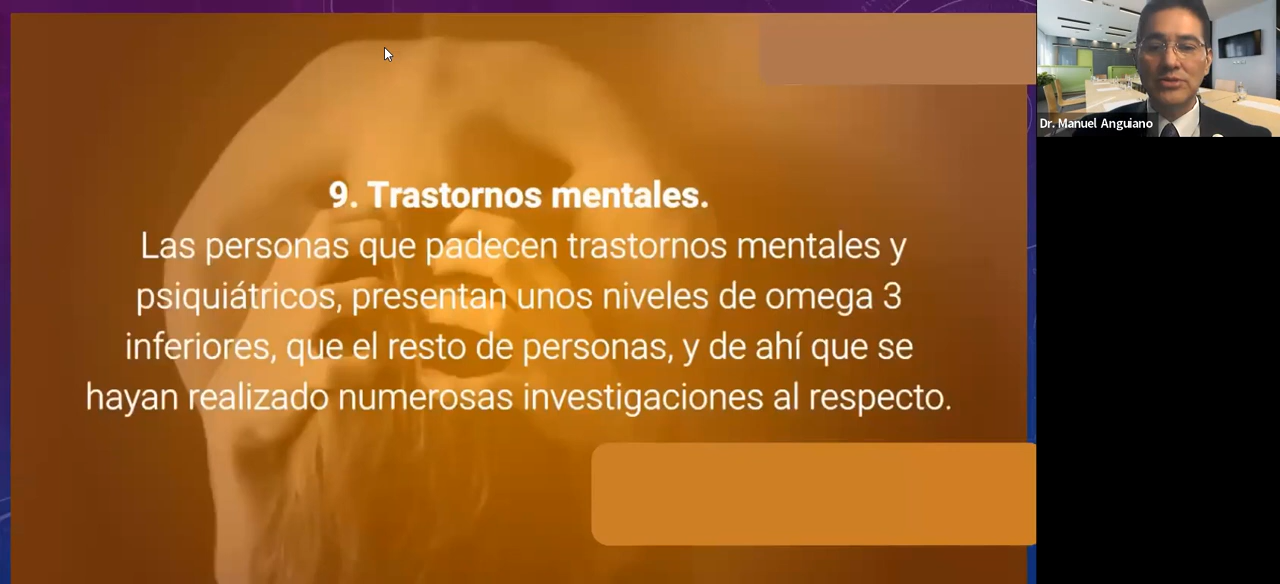 9. Trastornos mentales.
Las personas que padecen trastornos mentales y
psiquiátricos, presentan unos niveles de omega 3
inferiores, que el resto de personas, y de ahí que se
hayan realizado numerosas investigaciones al respecto.
Dr. Manuel Anguiano